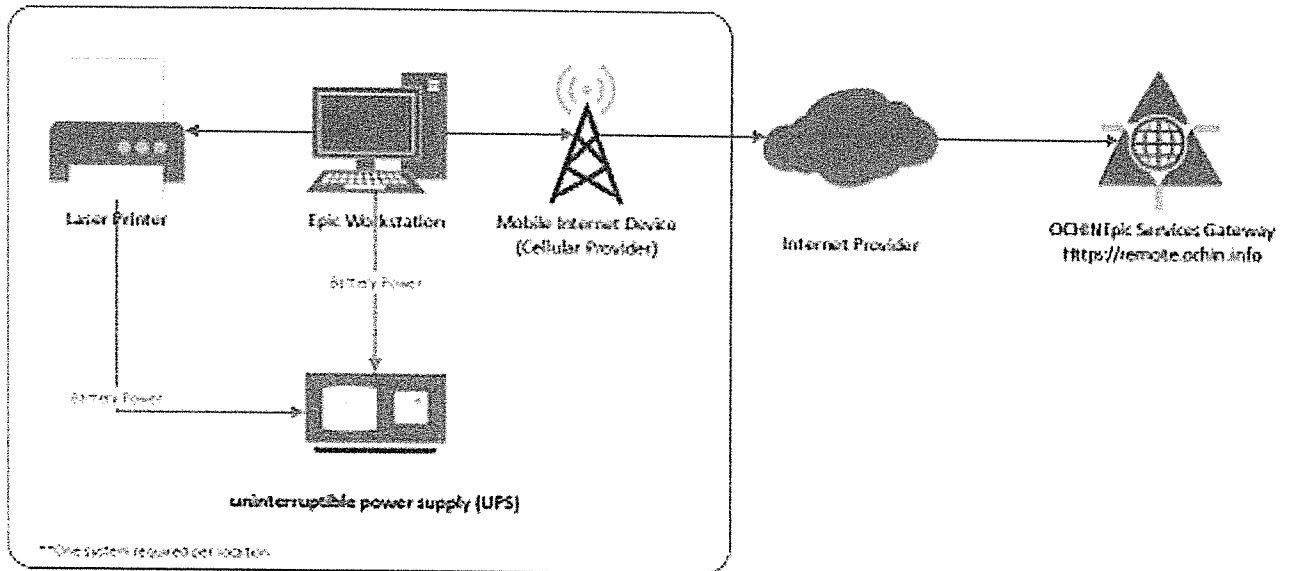 Laser Printer
Epic Workstation
Mobile Internet Device
(Cellular Provider)
Internet Provider
OCHIN Epic Services Gateway
Https://remote.ochin.info
Battery Power
Battery Power
uninterruptible power supply (UPS)
**One system required per location